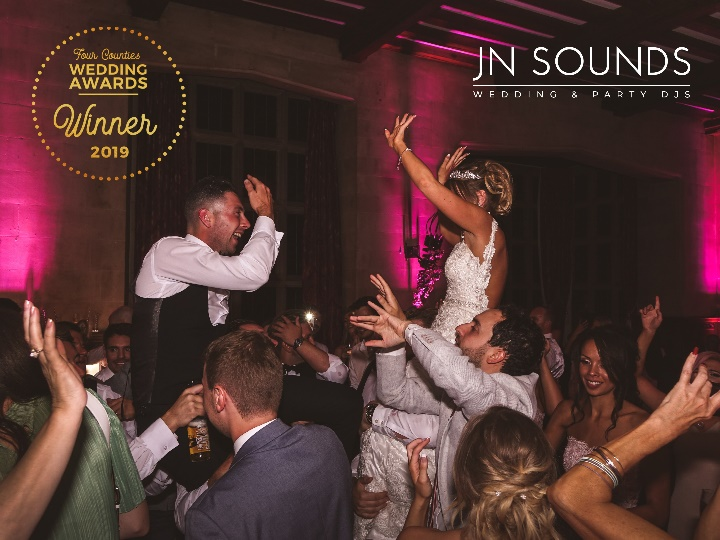 Four Counties
WEDDING
AWARDS
Winner
2019
JN SOUNDS
WEDDING & PARTY DJS